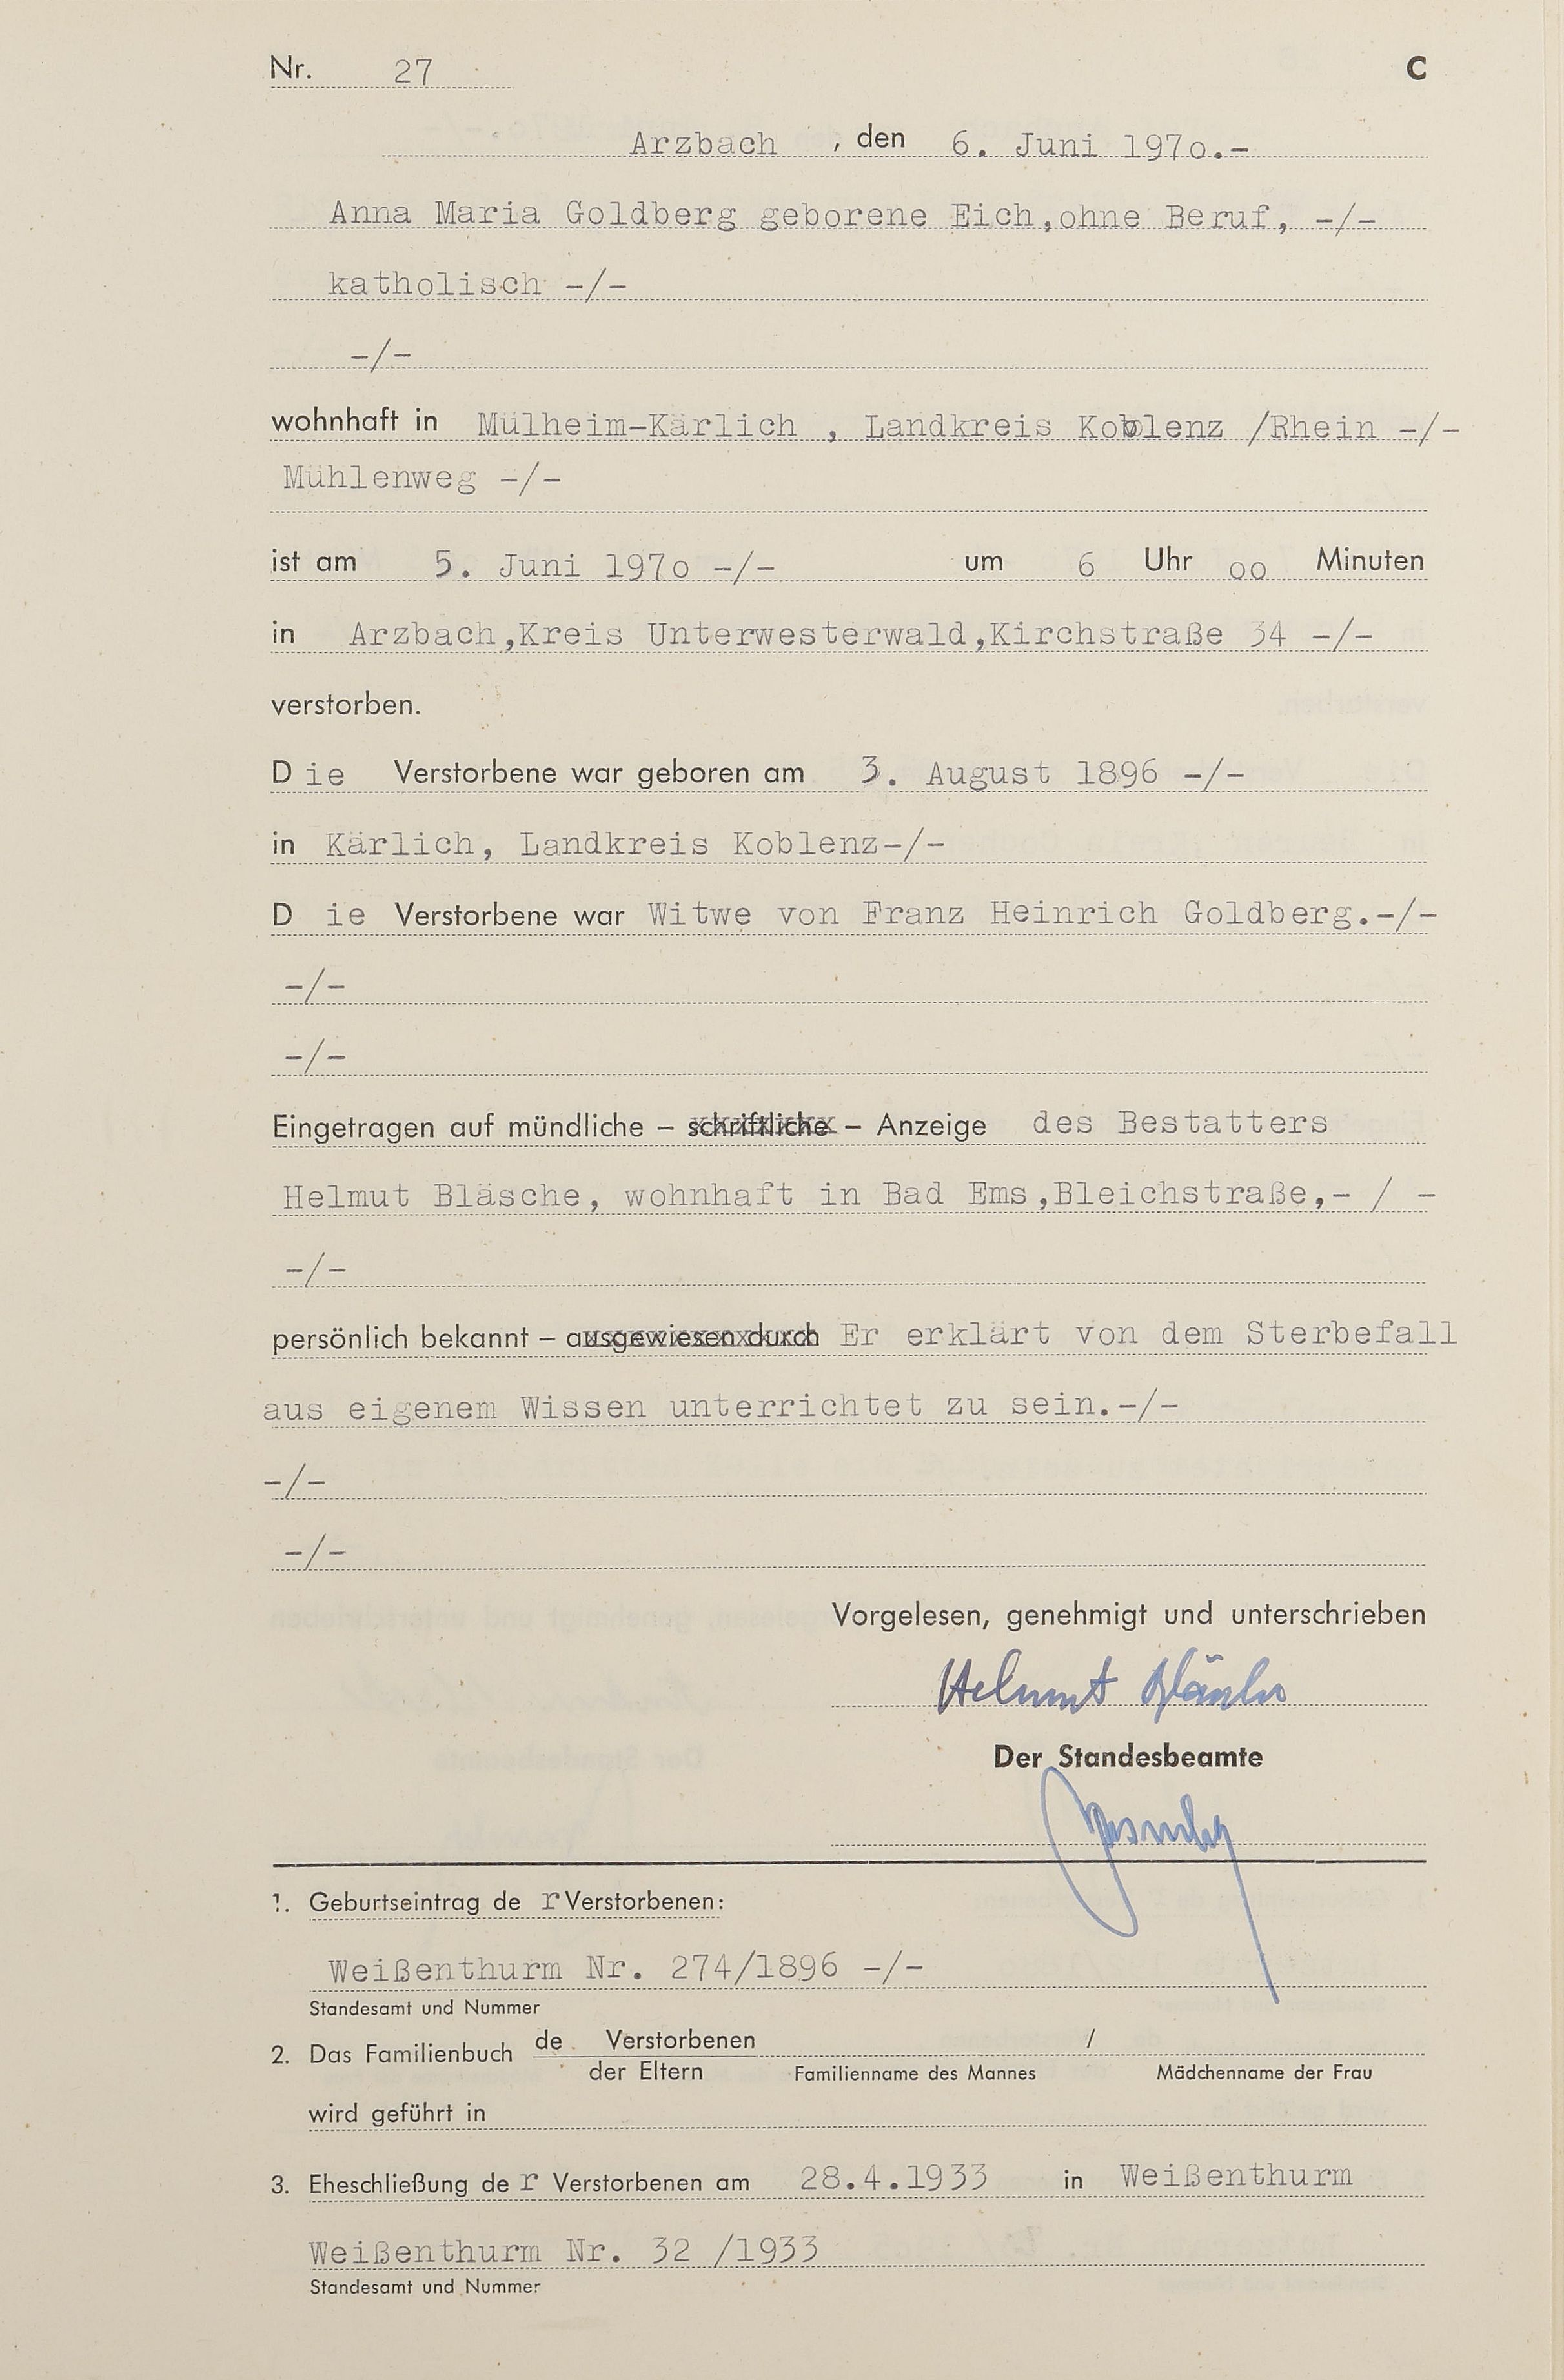 Nr. 27 C
Arzbach , den 6. Juni 1970.-
Anna Maria Goldberg geborene Eich,ohne Beruf, -/-
katholisch -/-
-/-
wohnhaft in Mülheim-Kärlich , Landkreis Koblenz /Rhein -/-
Mühlenweg -/-
ist am 5. Juni 1970 -/- um 6 Uhr oo Minuten
in Arzbach,Kreis Unterwesterwald,Kirchstraße 34 -/-
verstorben.
Die Verstorbene war geboren am 3. August 1896 -/-
in Kärlich, Landkreis Koblenz-/-
D ie Verstorbene war Witwe von Franz Heinrich Goldberg.-/-
-/-
-/-
Eingetragen auf mündliche – schriftliche – Anzeige des Bestatters
Helmut Bläsche, wohnhaft in Bad Ems,Bleichstraße,- / -
-/-
persönlich bekannt – ausgewiesen durch Er erklärt von dem Sterbefall
aus eigenem Wissen unterrichtet zu sein.-/-
-/-
-/-
Vorgelesen, genehmigt und unterschrieben
Helmut Bläsche
Der Standesbeamte
1. Geburtseintrag de r Verstorbenen:
Weißenthurm Nr. 274/1896 -/-
Standesamt und Nummer
2. Das Familienbuch de Verstorbenen /
der Eltern Familienname des Mannes Mädchenname der Frau
wird geführt in
3. Eheschließung de r Verstorbenen am 28.4.1933 in Weißenthurm
Weißenthurm Nr. 32 /1933
Standesamt und Nummer